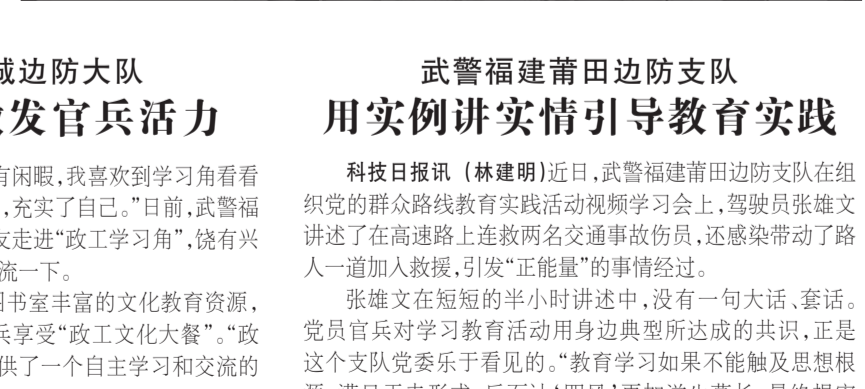 城边防大队
发官兵活力
有闲暇,我喜欢到学习角看看
,充实了自己。”日前,武警福
友走进“政工学习角”,饶有兴
流一下。
图书室丰富的文化教育资源,
兵享受“政工文化大餐”。“政
供了一个自主学习和交流的
武警福建莆田边防支队
用实例讲实情引导教育实践
科技日报讯 (林建明)近日,武警福建莆田边防支队在组
织党的群众路线教育实践活动视频学习会上,驾驶员张雄文
讲述了在高速路上连救两名交通事故伤员,还感染带动了路
人一道加入救援,引发“正能量”的事情经过。
张雄文在短短的半小时讲述中,没有一句大话、套话。
党员官兵对学习教育活动用身边典型所达成的共识,正是
这个支队党委乐于看见的。“教育学习如果不能触及思想根